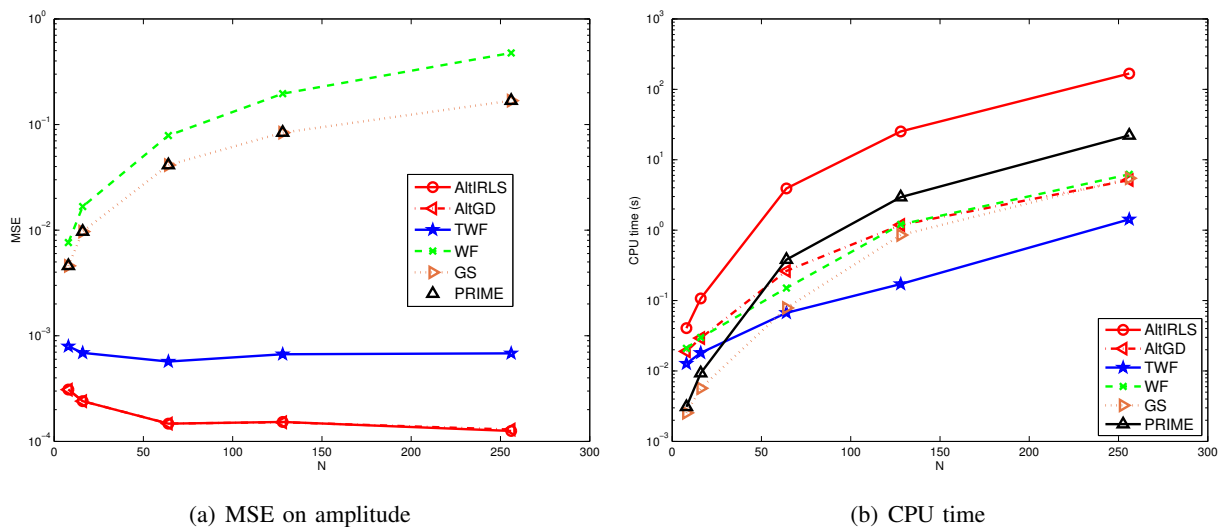 10^0
10^-1
10^-2
10^-3
10^-4
MSE
0 50 100 150 200 250 300
N
AltIRLS
AltGD
TWF
WF
GS
PRIME
(a) MSE on amplitude
10^3
10^2
10^1
10^0
10^-1
10^-2
10^-3
CPU time (s)
0 50 100 150 200 250 300
N
AltIRLS
AltGD
TWF
WF
GS
PRIME
(b) CPU time